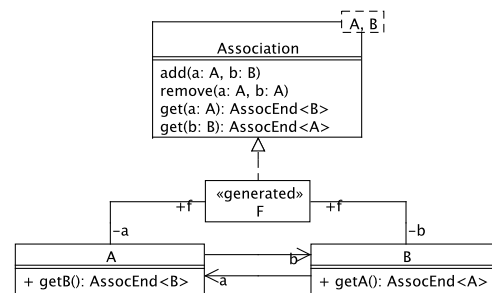 A, B
Association
add(a: A, b: B)
remove(a: A, b: A)
get(a: A): AssocEnd<B>
get(b: B): AssocEnd<A>
«generated»
F
+f
+f
-a
-b
A
B
b
a
+ getB(): AssocEnd<B>
+ getA(): AssocEnd<A>